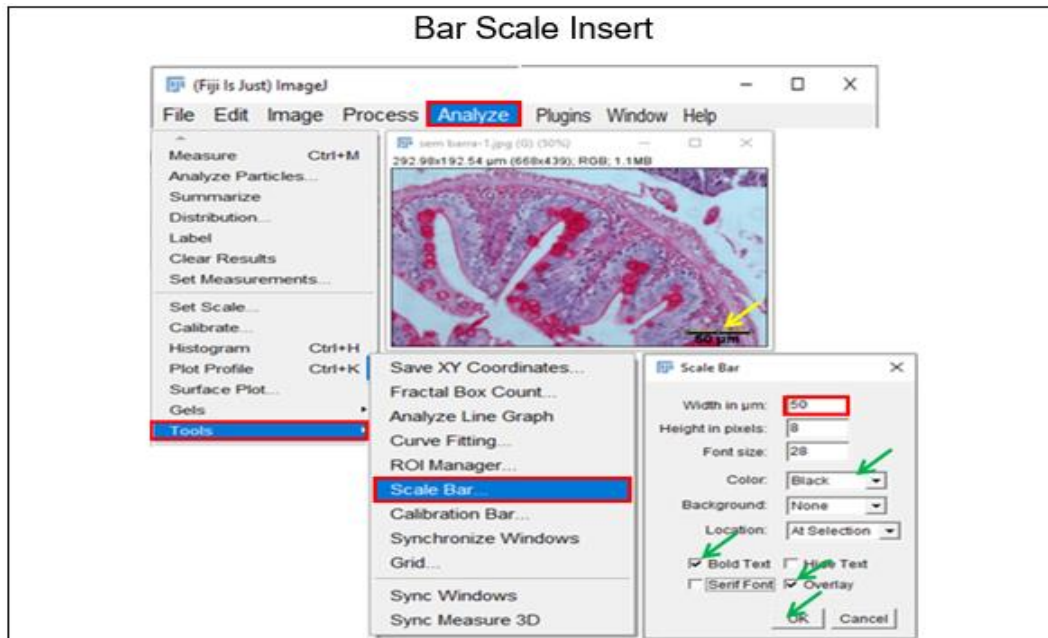 Bar Scale Insert
(Fiji Is Just) ImageJ
File Edit Image Process Analyze Plugins Window Help
Measure Ctrl+M
Analyze Particles...
Summarize
Distribution...
Label
Clear Results
Set Measurements...
Set Scale...
Calibrate...
Histogram Ctrl+H
Plot Profile Ctrl+K
Surface Plot...
Gels
Tools
sem barra-1.jpg (G) (50%)
292.98x192.54 µm (668x439); RGB; 1.1MB
50 µm
Save XY Coordinates...
Fractal Box Count...
Analyze Line Graph
Curve Fitting...
ROI Manager...
Scale Bar...
Calibration Bar...
Synchronize Windows
Grid...
Sync Windows
Sync Measure 3D
Scale Bar
Width in µm: 50
Height in pixels: 8
Font size: 28
Color: Black
Background: None
Location: At Selection
Bold Text Hide Text
Serif Font Overlay
OK Cancel